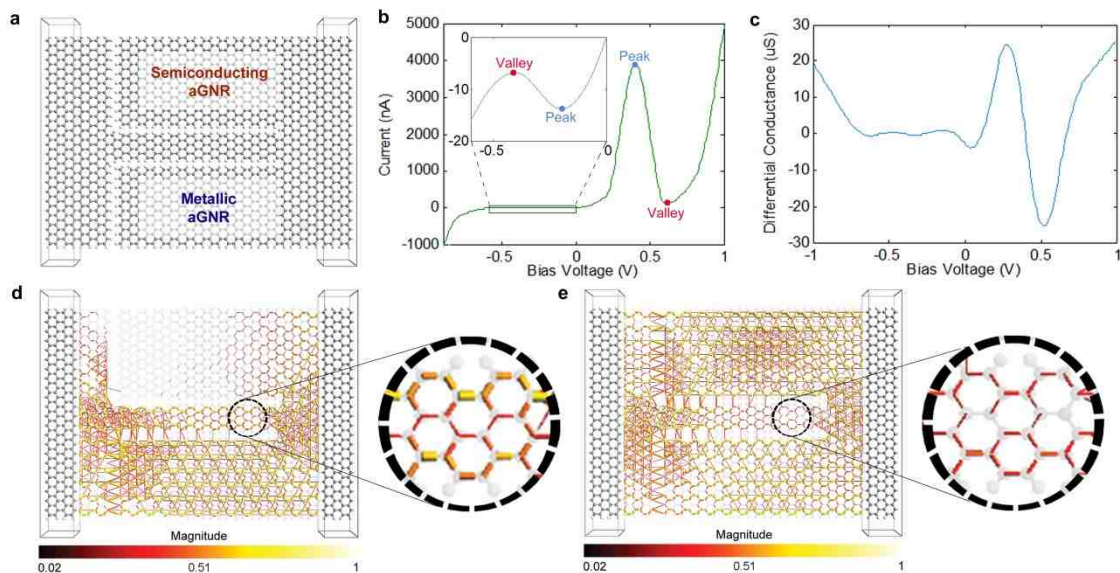 a
Semiconducting
aGNR
Metallic
aGNR
b
5000
4000
3000
2000
1000
0
-1000
Current (nA)
-0.5
0
0.5
1
Bias Voltage (V)
0
-10
-20
-0.5
0
Valley
Peak
Peak
Valley
c
30
20
10
0
-10
-20
-30
Differential Conductance (uS)
-1
-0.5
0
0.5
1
Bias Voltage (V)
d
Magnitude
0.02
0.51
1
e
Magnitude
0.02
0.51
1